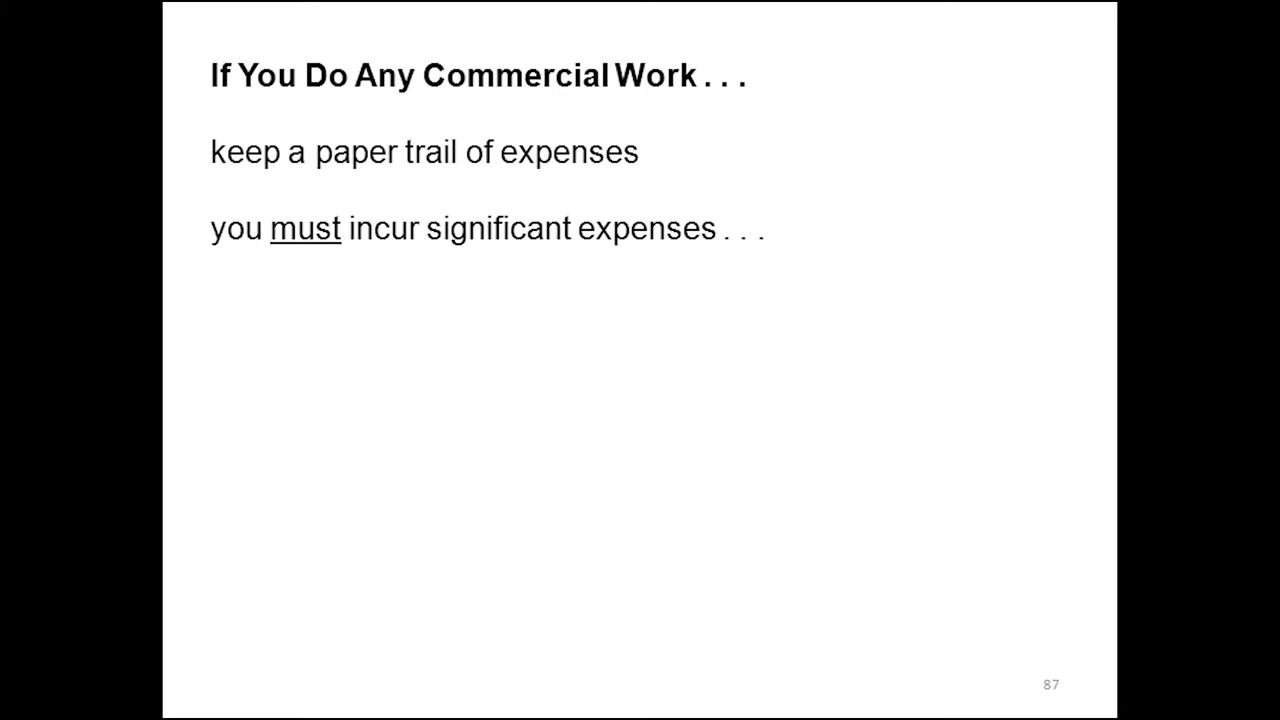 If You Do Any Commercial Work . . .
keep a paper trail of expenses
you must incur significant expenses . . .
87